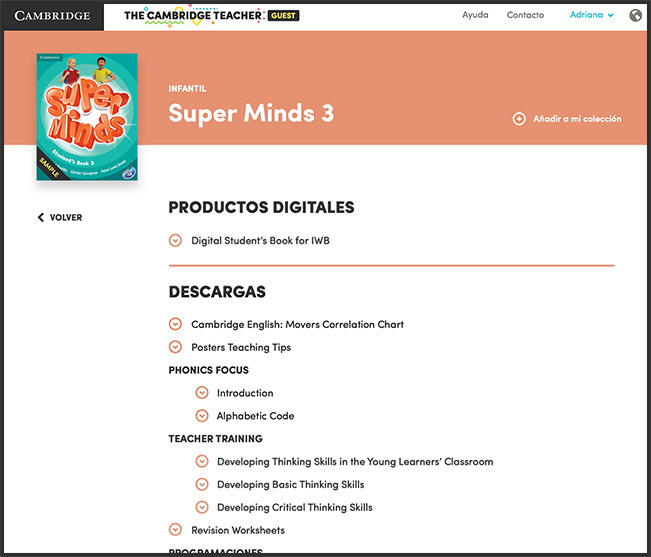 CAMBRIDGE
THE CAMBRIDGE TEACHER GUEST
Ayuda Contacto Adriana
CAMBRIDGE
Super
Minds
Student's Book 3
SAMPLE
INFANTIL
Super Minds 3
Añadir a mi colección
VOLVER
PRODUCTOS DIGITALES
Digital Student's Book for IWB
DESCARGAS
Cambridge English: Movers Correlation Chart
Posters Teaching Tips
PHONICS FOCUS
Introduction
Alphabetic Code
TEACHER TRAINING
Developing Thinking Skills in the Young Learners' Classroom
Developing Basic Thinking Skills
Developing Critical Thinking Skills
Revision Worksheets
PROGRAMACIONES